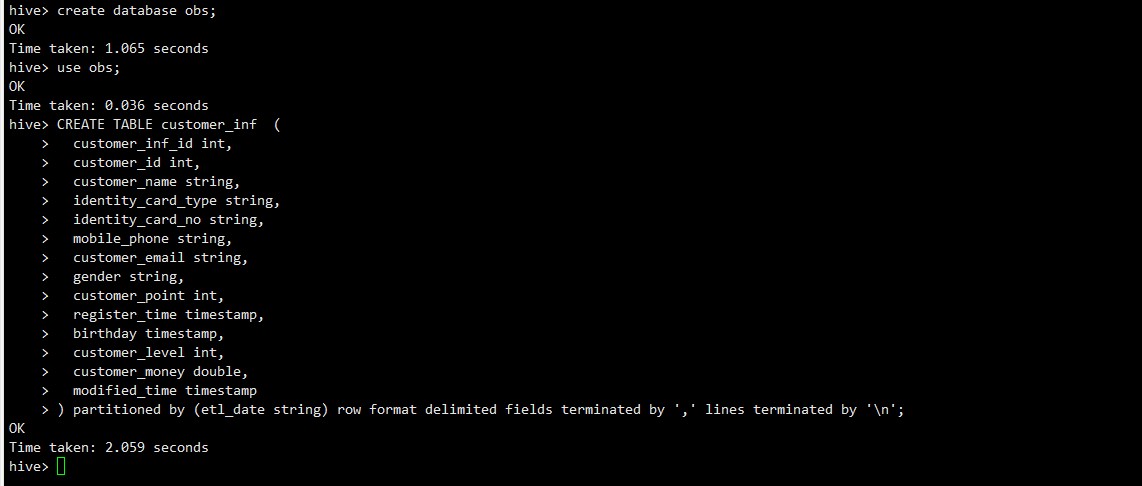 hive> create database obs;
OK
Time taken: 1.065 seconds
hive> use obs;
OK
Time taken: 0.036 seconds
hive> CREATE TABLE customer_inf  (
    >   customer_inf_id int,
    >   customer_id int,
    >   customer_name string,
    >   identity_card_type string,
    >   identity_card_no string,
    >   mobile_phone string,
    >   customer_email string,
    >   gender string,
    >   customer_point int,
    >   register_time timestamp,
    >   birthday timestamp,
    >   customer_level int,
    >   customer_money double,
    >   modified_time timestamp
    > ) partitioned by (etl_date string) row format delimited fields terminated by ',' lines terminated by '\n';
OK
Time taken: 2.059 seconds
hive>